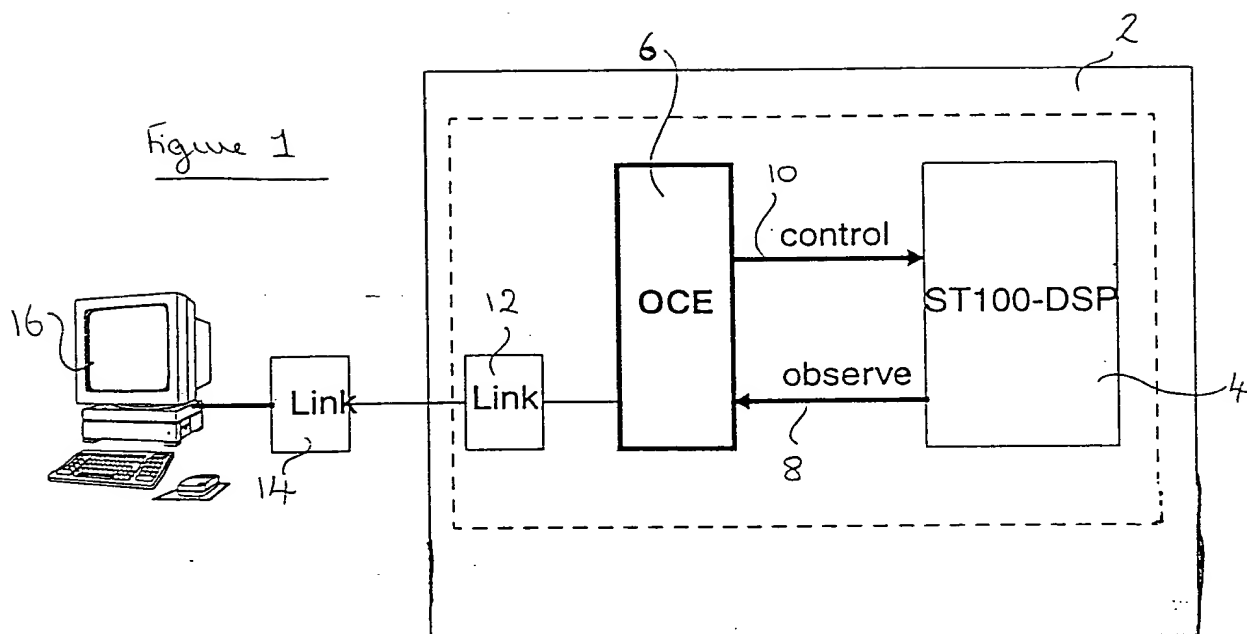 6
2
Figure 1
10
control
OCE
ST100-DSP
16
12
Link
Link
observe
4
14
8